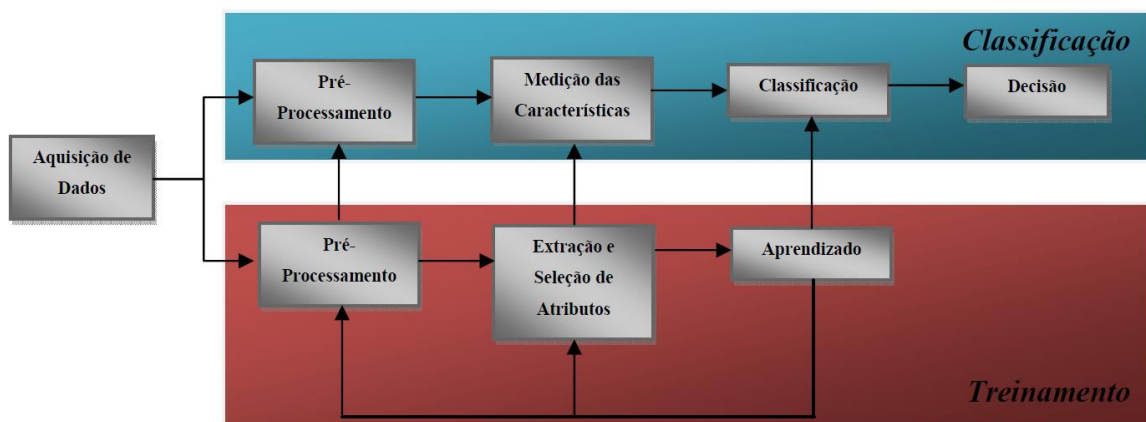 Classificação
Pré-
Processamento
Medição das
Características
Classificação
Decisão
Aquisição de
Dados
Pré-
Processamento
Extração e
Seleção de
Atributos
Aprendizado
Treinamento